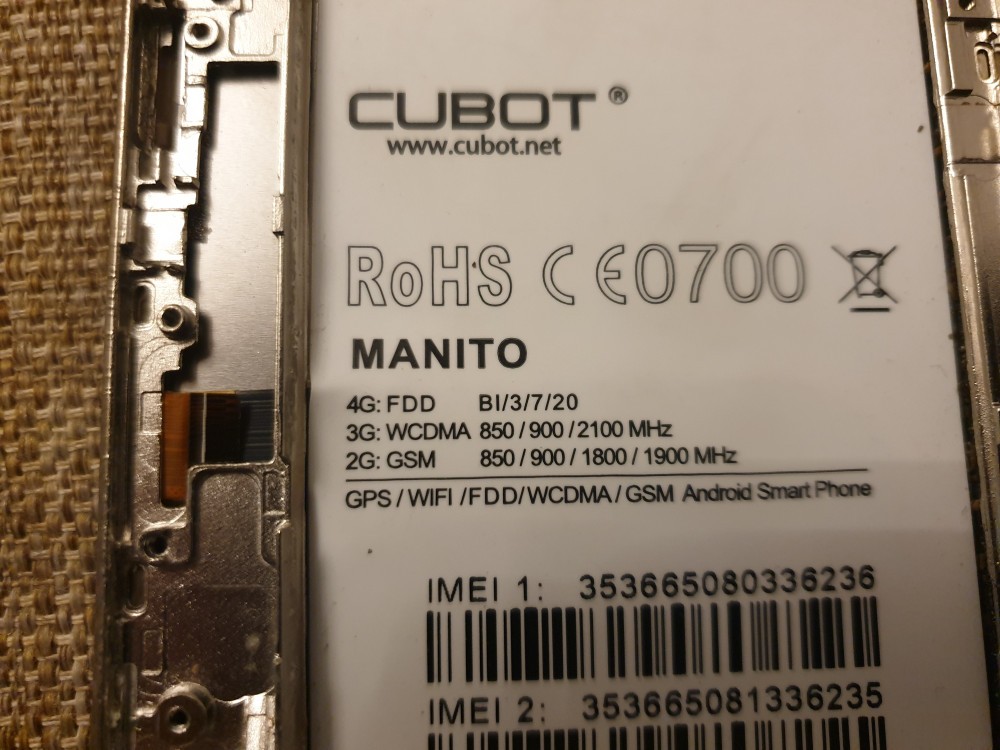 CUBOT ®
www.cubot.net
RoHS CE0700
MANITO
4G: FDD BI/3/7/20
3G: WCDMA 850/900/2100 MHz
2G: GSM 850/900/1800/1900 MHz
GPS/WIFI/FDD/WCDMA/GSM Android Smart Phone
IMEI 1: 353665080336236
IMEI 2: 353665081336235